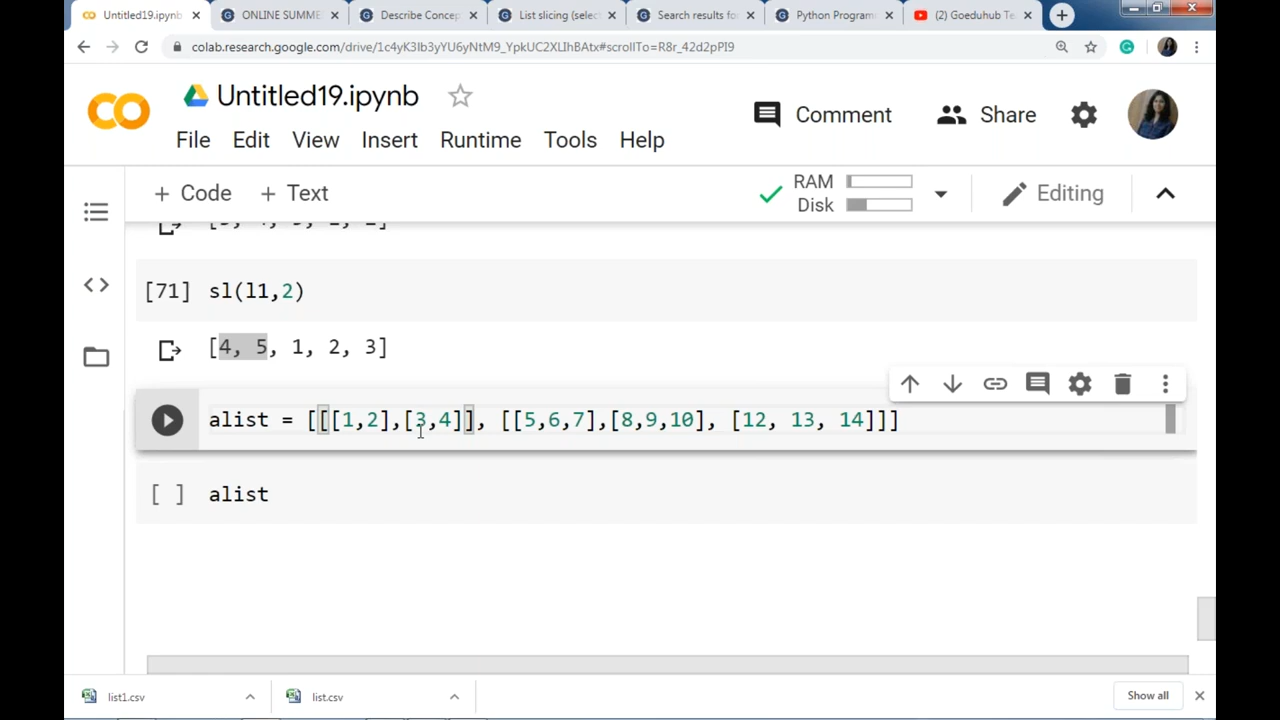 Untitled19.ipynb
ONLINE SUMME
Describe Concep
List slicing (selec
Search results fo
Python Program
(2) Goeduhub Te
colab.research.google.com/drive/1c4yK3Ib3yYU6yNtM9_YpkUC2XLIhBAtx#scrollTo=R8r_42d2pPI9
Untitled19.ipynb
Comment
Share
File Edit View Insert Runtime Tools Help
+ Code + Text
RAM
Disk
Editing
[71] sl(l1,2)
[4, 5, 1, 2, 3]
alist = [[[1,2],[3,4]], [[5,6,7],[8,9,10], [12, 13, 14]]]
[ ] alist
list1.csv
list.csv
Show all